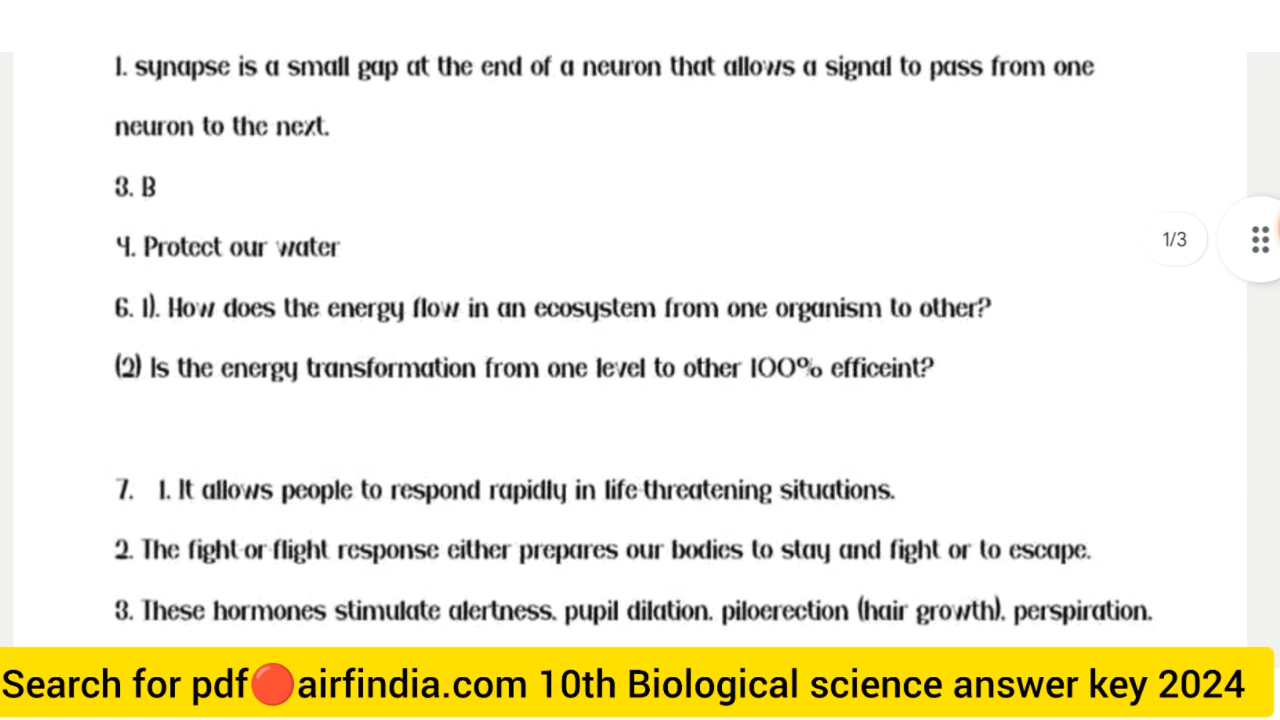 1. synapse is a small gap at the end of a neuron that allows a signal to pass from one
neuron to the next.
3. B
4. Protect our water
6. 1). How does the energy flow in an ecosystem from one organism to other?
(2) Is the energy transformation from one level to other 100% efficeint?
1/3
7. 1. It allows people to respond rapidly in life-threatening situations.
2. The fight-or-flight response either prepares our bodies to stay and fight or to escape.
3. These hormones stimulate alertness, pupil dilation, piloerection (hair growth), perspiration,
Search for pdf🔴airfindia.com 10th Biological science answer key 2024